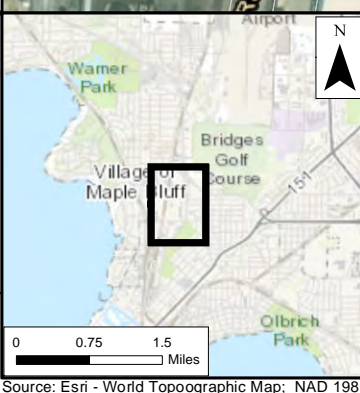 Airport
N
Warner
Park
Bridges
Golf
Course
Village of
Maple Bluff
151
Olbrich
Park
0 0.75 1.5
Miles
Source: Esri - World Topoographic Map; NAD 198